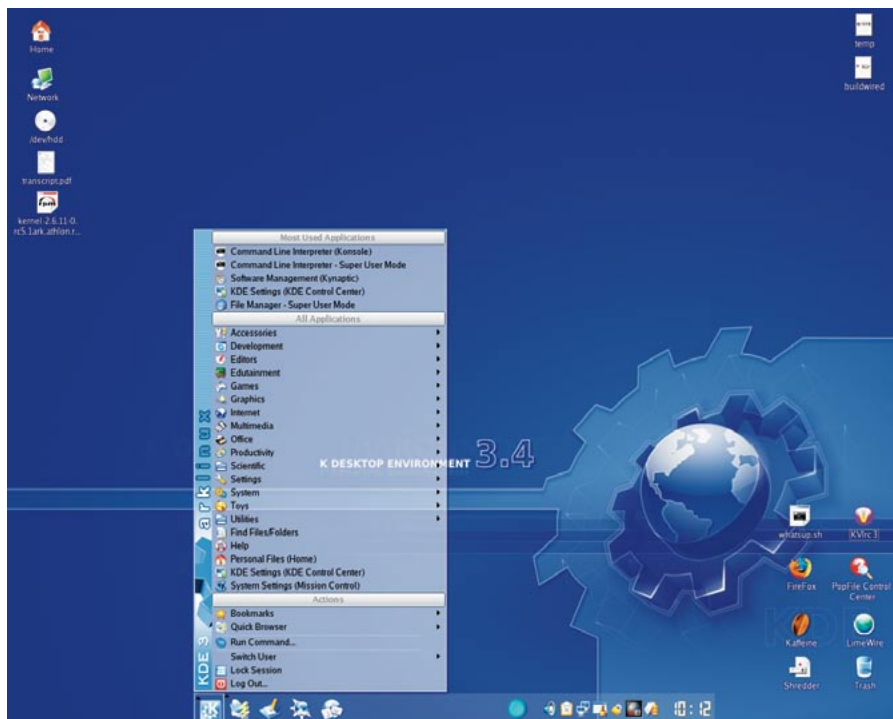 Home
Network
/dev/hdd
transcript.pdf
kernel-2.6.11-0.
rc5.1ark.athlon.r...
temp
buildwired
Most Used Applications
Command Line Interpreter (Konsole)
Command Line Interpreter - Super User Mode
Software Management (Kynaptic)
KDE Settings (KDE Control Center)
File Manager - Super User Mode
All Applications
Accessories
Development
Editors
Edutainment
Games
Graphics
Internet
Multimedia
Office
Productivity
Scientific
Settings
System
Toys
Utilities
Find Files/Folders
Help
Personal Files (Home)
KDE Settings (KDE Control Center)
System Settings (Mission Control)
Actions
Bookmarks
Quick Browser
Run Command...
Switch User
Lock Session
Log Out...
KDE 3 ark linux
K DESKTOP ENVIRONMENT 3.4
whatsup.sh
KVIrc 3
FireFox
PopFile Control
Center
Kaffeine
LimeWire
Shredder
Trash
10:12